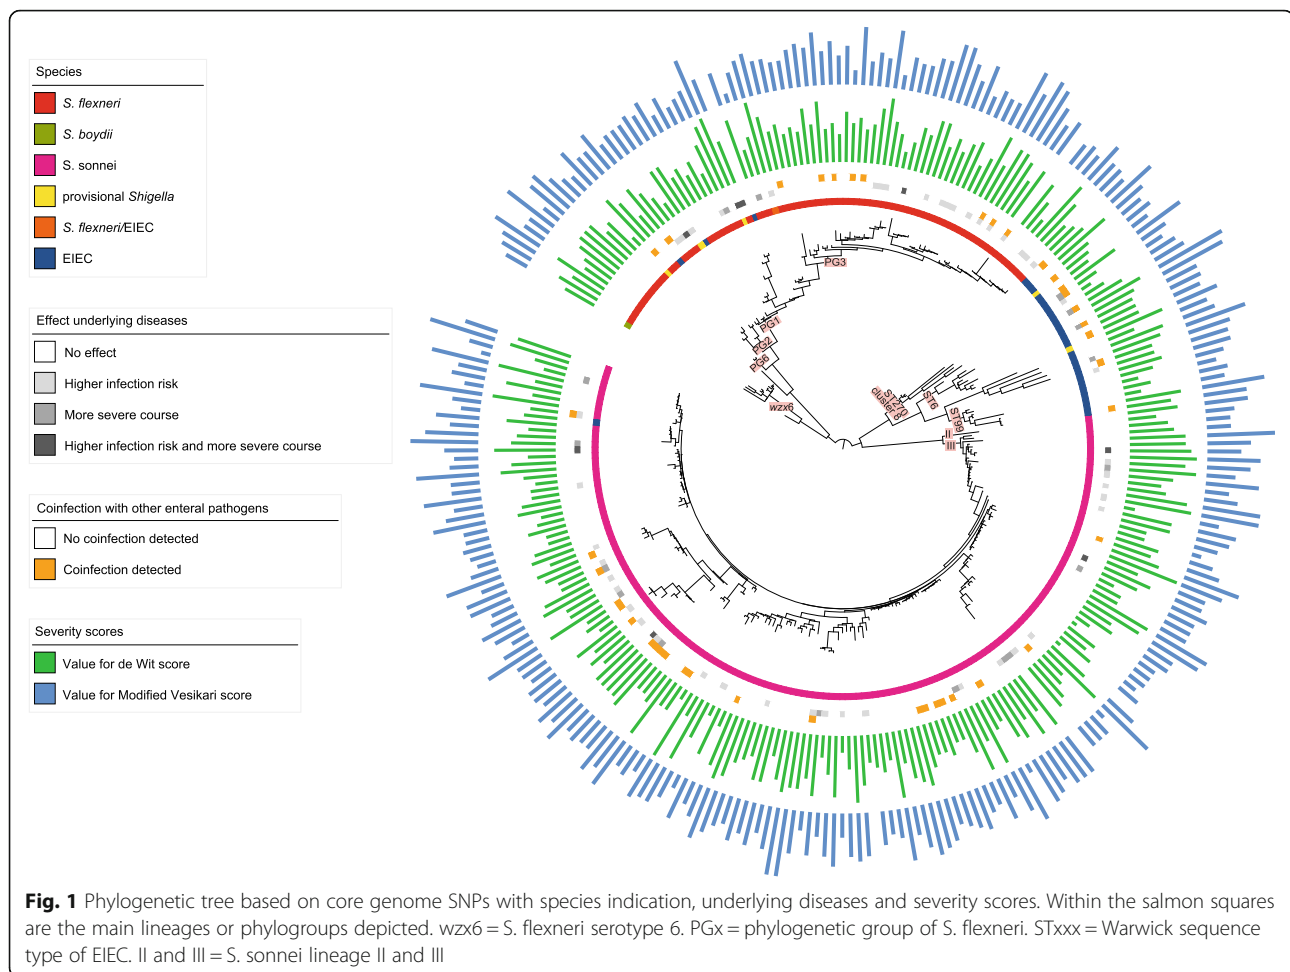 Species
S. flexneri
S. boydii
S. sonnei
provisional Shigella
S. flexneri/EIEC
EIEC
Effect underlying diseases
No effect
Higher infection risk
More severe course
Higher infection risk and more severe course
Coinfection with other enteral pathogens
No coinfection detected
Coinfection detected
Severity scores
Value for de Wit score
Value for Modified Vesikari score
PG3
PG1
PG2
PG6
wzx6
ST270
cluster 8
ST6
ST99
II
III
Fig. 1 Phylogenetic tree based on core genome SNPs with species indication, underlying diseases and severity scores. Within the salmon squares
are the main lineages or phylogroups depicted. wzx6 = S. flexneri serotype 6. PGx = phylogenetic group of S. flexneri. STxxx = Warwick sequence
type of EIEC. II and III = S. sonnei lineage II and III